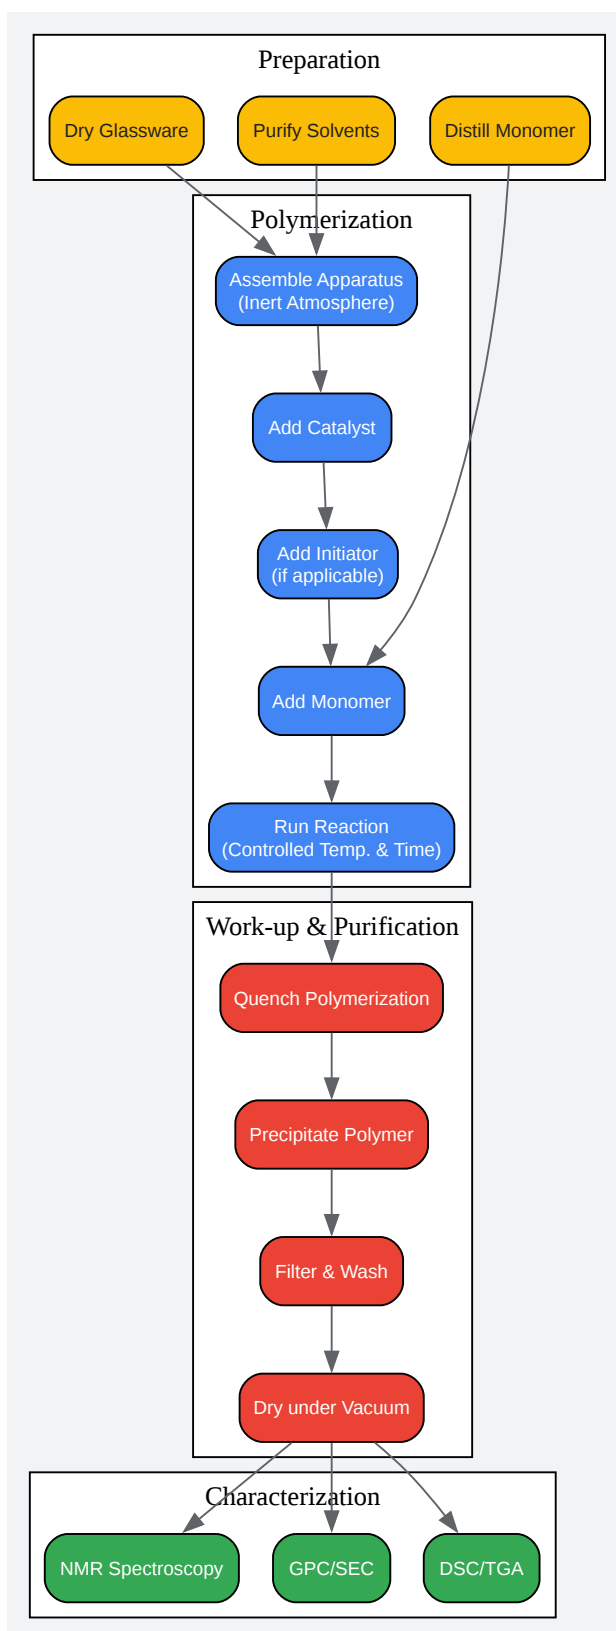 Preparation
Dry Glassware
Purify Solvents
Distill Monomer
Polymerization
Assemble Apparatus
(Inert Atmosphere)
Add Catalyst
Add Initiator
(if applicable)
Add Monomer
Run Reaction
(Controlled Temp. & Time)
Work-up & Purification
Quench Polymerization
Precipitate Polymer
Filter & Wash
Dry under Vacuum
Characterization
NMR Spectroscopy
GPC/SEC
DSC/TGA